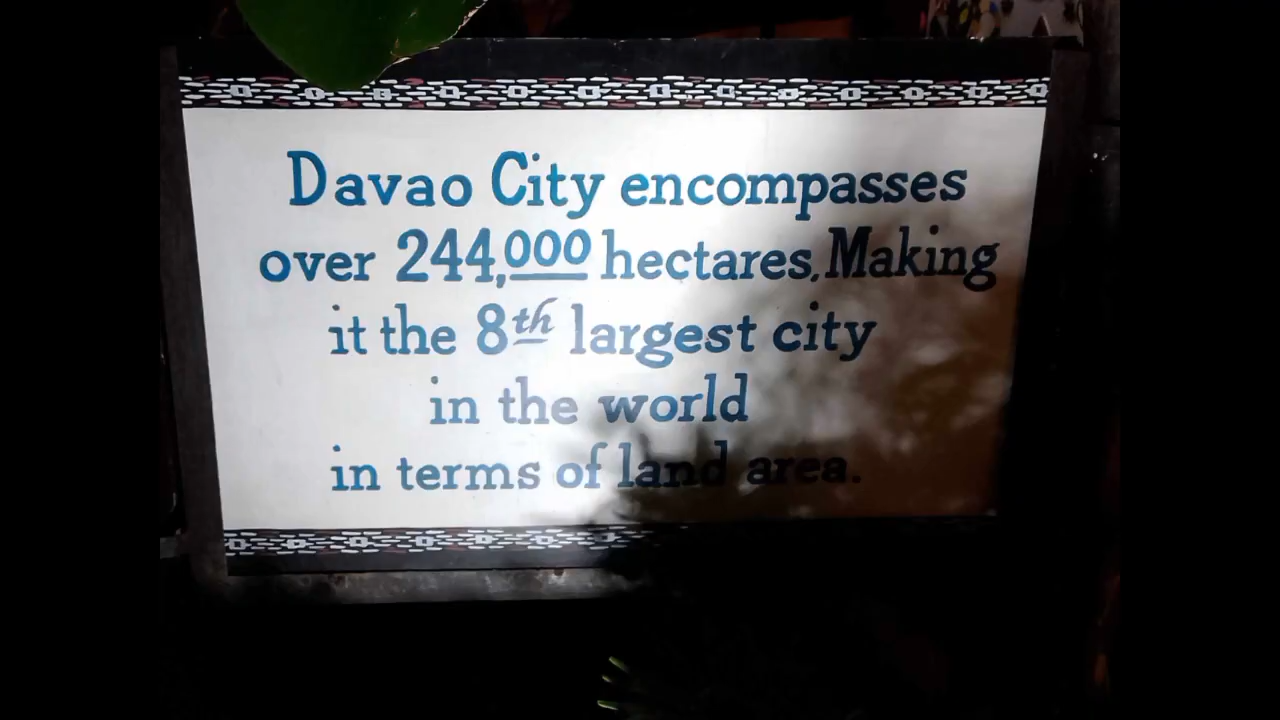 Davao City encompasses
over 244,000 hectares, Making
it the 8th largest city
in the world
in terms of land area.